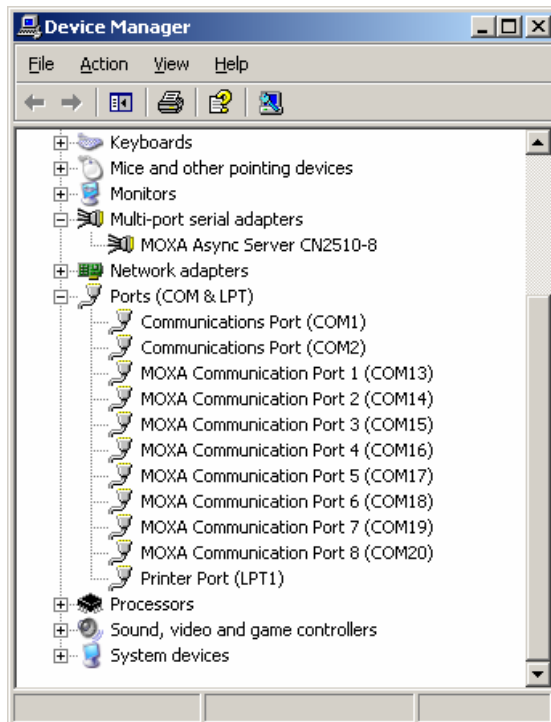 Device Manager
File Action View Help
Keyboards
Mice and other pointing devices
Monitors
Multi-port serial adapters
MOXA Async Server CN2510-8
Network adapters
Ports (COM & LPT)
Communications Port (COM1)
Communications Port (COM2)
MOXA Communication Port 1 (COM13)
MOXA Communication Port 2 (COM14)
MOXA Communication Port 3 (COM15)
MOXA Communication Port 4 (COM16)
MOXA Communication Port 5 (COM17)
MOXA Communication Port 6 (COM18)
MOXA Communication Port 7 (COM19)
MOXA Communication Port 8 (COM20)
Printer Port (LPT1)
Processors
Sound, video and game controllers
System devices